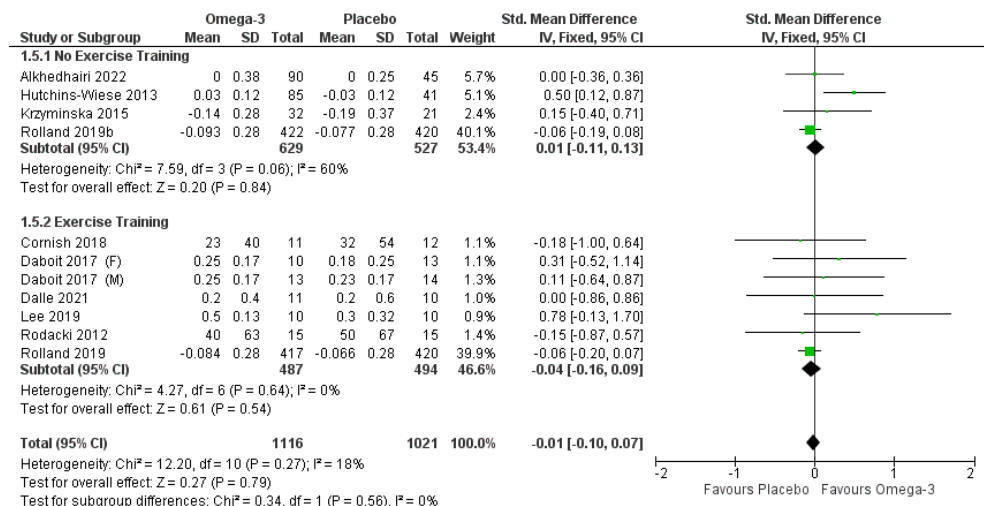 Omega-3 Placebo Std. Mean Difference Std. Mean Difference
Study or Subgroup Mean SD Total Mean SD Total Weight IV, Fixed, 95% CI IV, Fixed, 95% CI
1.5.1 No Exercise Training
Alkhedhairi 2022 0 0.38 90 0 0.25 45 5.7% 0.00 [-0.36, 0.36]
Hutchins-Wiese 2013 0.03 0.12 85 -0.03 0.12 41 5.1% 0.50 [0.12, 0.87]
Krzyminska 2015 -0.14 0.28 32 -0.19 0.37 21 2.4% 0.15 [-0.40, 0.71]
Rolland 2019b -0.093 0.28 422 -0.077 0.28 420 40.1% -0.06 [-0.19, 0.08]
Subtotal (95% CI) 629 527 53.4% 0.01 [-0.11, 0.13]
Heterogeneity: Chi² = 7.59, df = 3 (P = 0.06); I² = 60%
Test for overall effect: Z = 0.20 (P = 0.84)
1.5.2 Exercise Training
Cornish 2018 23 40 11 32 54 12 1.1% -0.18 [-1.00, 0.64]
Daboit 2017 (F) 0.25 0.17 10 0.18 0.25 13 1.1% 0.31 [-0.52, 1.14]
Daboit 2017 (M) 0.25 0.17 13 0.23 0.17 14 1.3% 0.11 [-0.64, 0.87]
Dalle 2021 0.2 0.4 11 0.2 0.6 10 1.0% 0.00 [-0.86, 0.86]
Lee 2019 0.5 0.13 10 0.3 0.32 10 0.9% 0.78 [-0.13, 1.70]
Rodacki 2012 40 63 15 50 67 15 1.4% -0.15 [-0.87, 0.57]
Rolland 2019 -0.084 0.28 417 -0.066 0.28 420 39.9% -0.06 [-0.20, 0.07]
Subtotal (95% CI) 487 494 46.6% -0.04 [-0.16, 0.09]
Heterogeneity: Chi² = 4.27, df = 6 (P = 0.64); I² = 0%
Test for overall effect: Z = 0.61 (P = 0.54)
Total (95% CI) 1116 1021 100.0% -0.01 [-0.10, 0.07]
Heterogeneity: Chi² = 12.20, df = 10 (P = 0.27); I² = 18%
Test for overall effect: Z = 0.27 (P = 0.79)
Test for subgroup differences: Chi² = 0.34, df = 1 (P = 0.56), I² = 0%
-2 -1 0 1 2
Favours Placebo Favours Omega-3